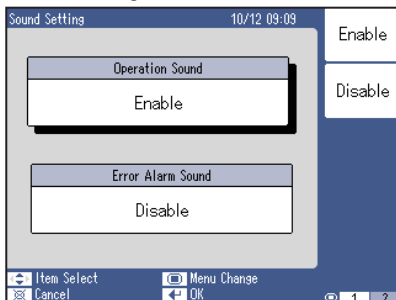 Sound Setting 10/12 09:09
Enable
Disable
Operation Sound
Enable
Error Alarm Sound
Disable
Item Select Menu Change
Cancel OK
1 2